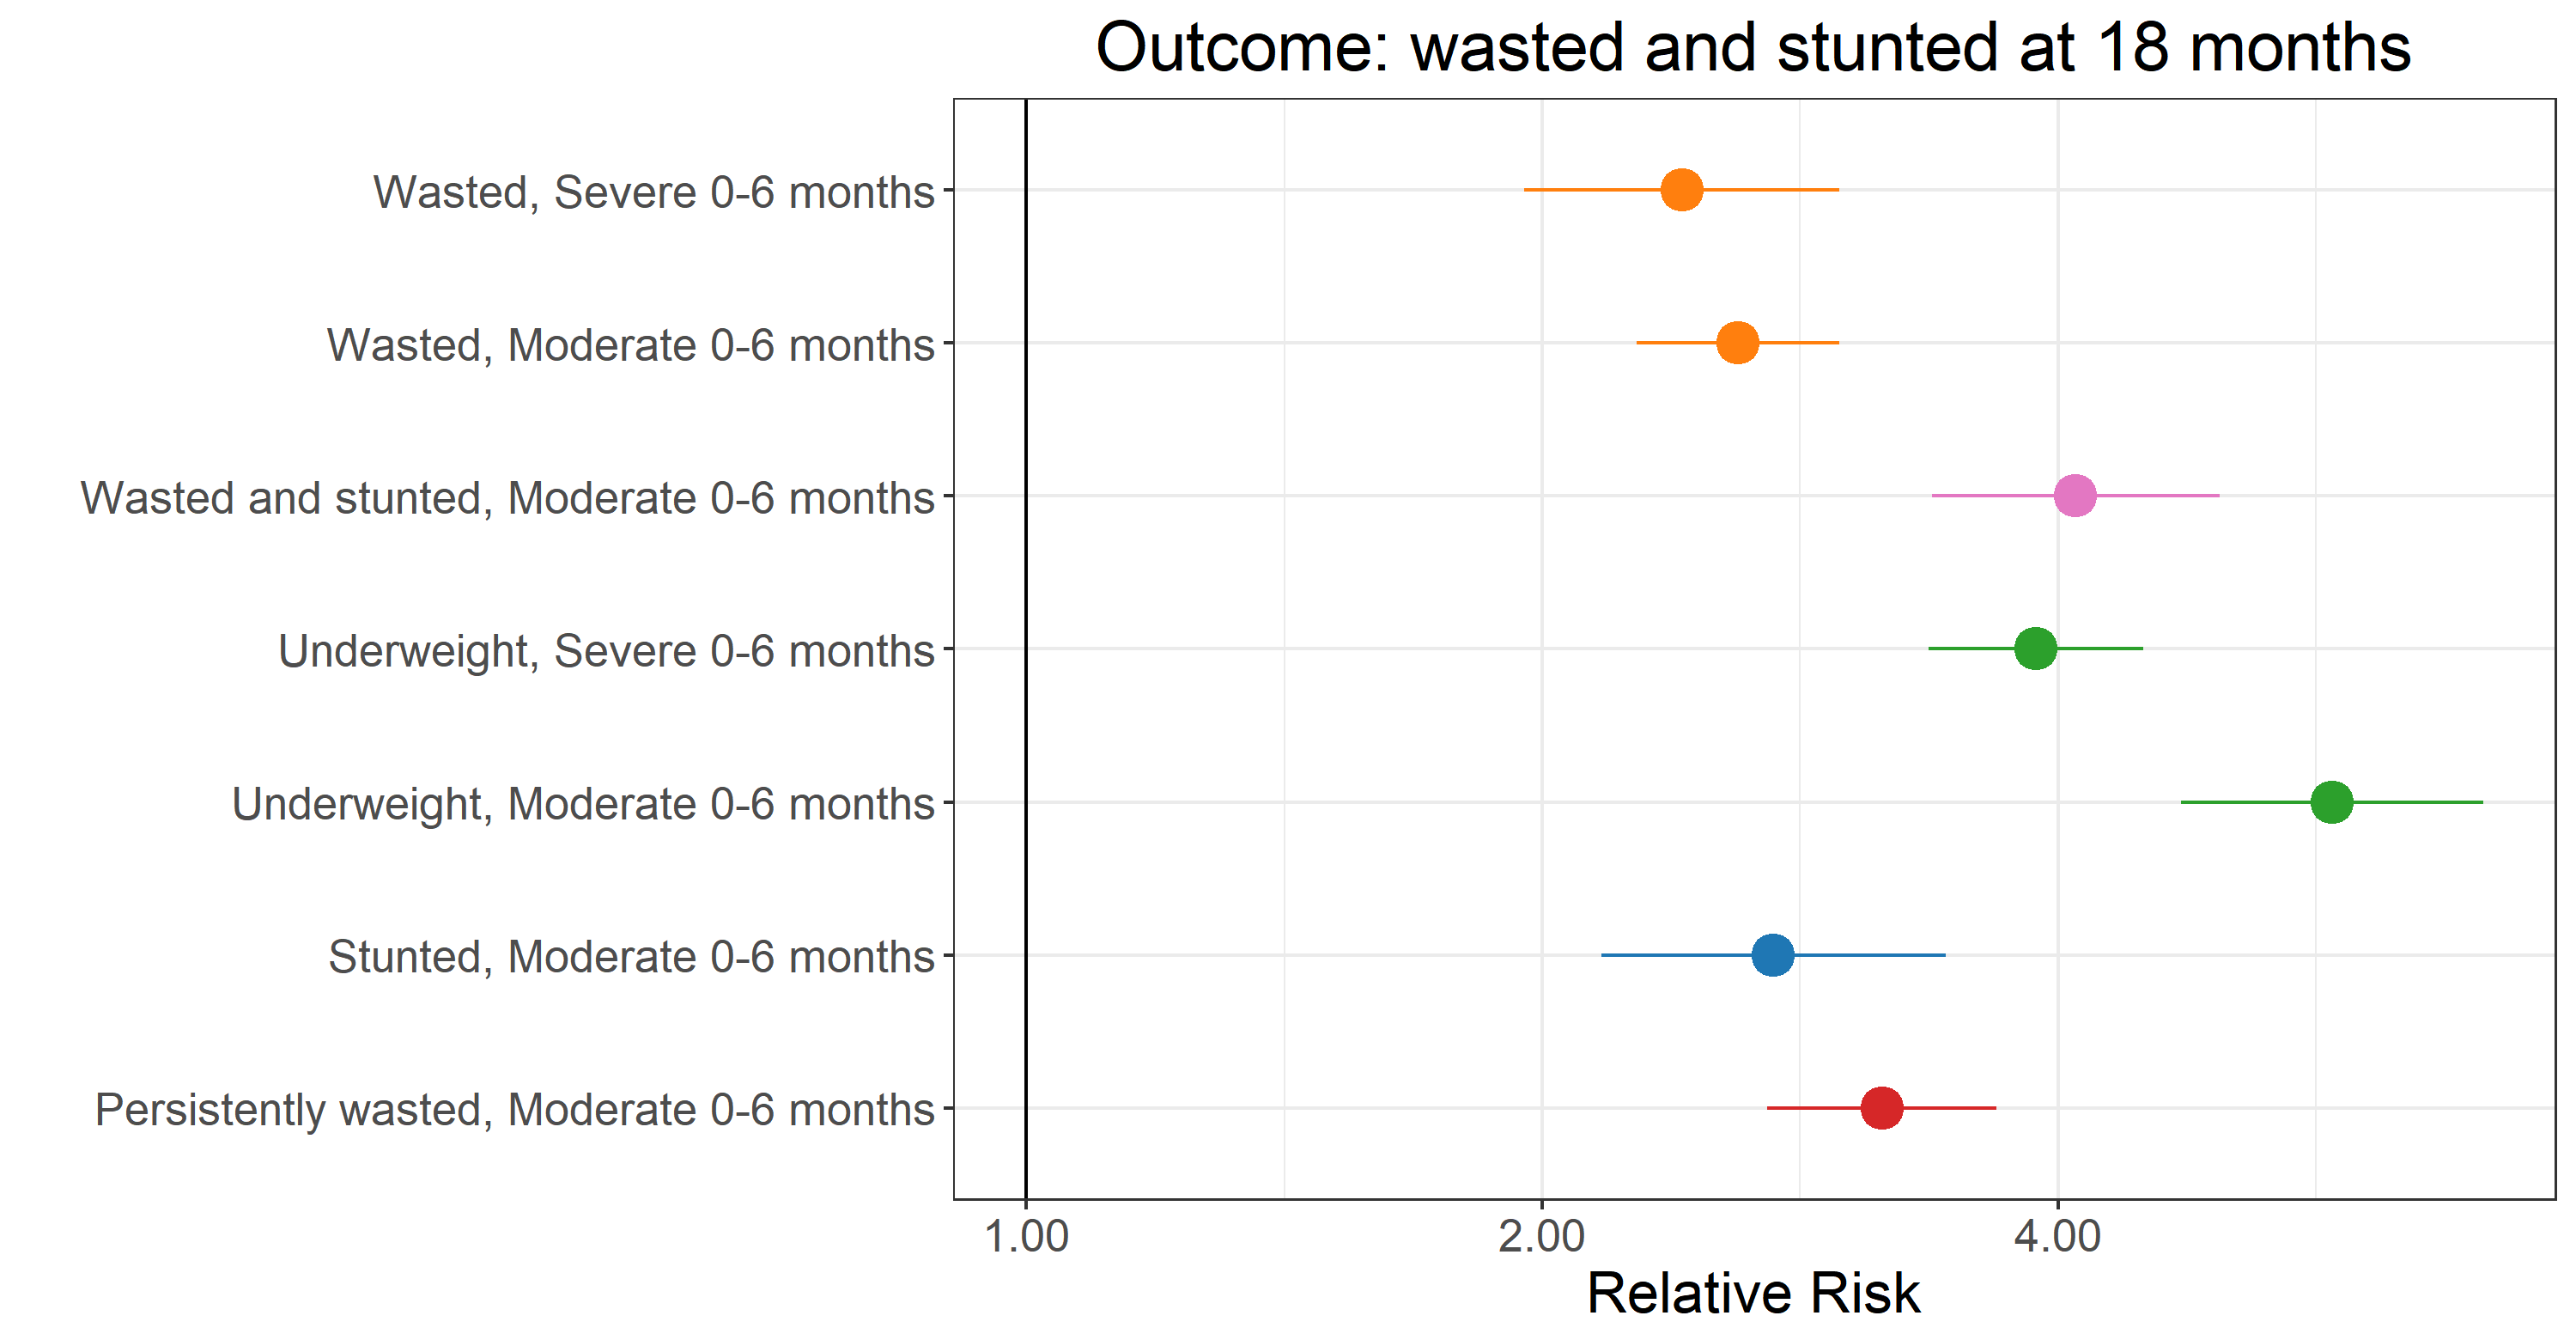 Outcome: wasted and stunted at 18 months
Wasted, Severe 0-6 months
Wasted, Moderate 0-6 months
Wasted and stunted, Moderate 0-6 months
Underweight, Severe 0-6 months
Underweight, Moderate 0-6 months
Stunted, Moderate 0-6 months
Persistently wasted, Moderate 0-6 months
1.00 2.00 4.00
Relative Risk